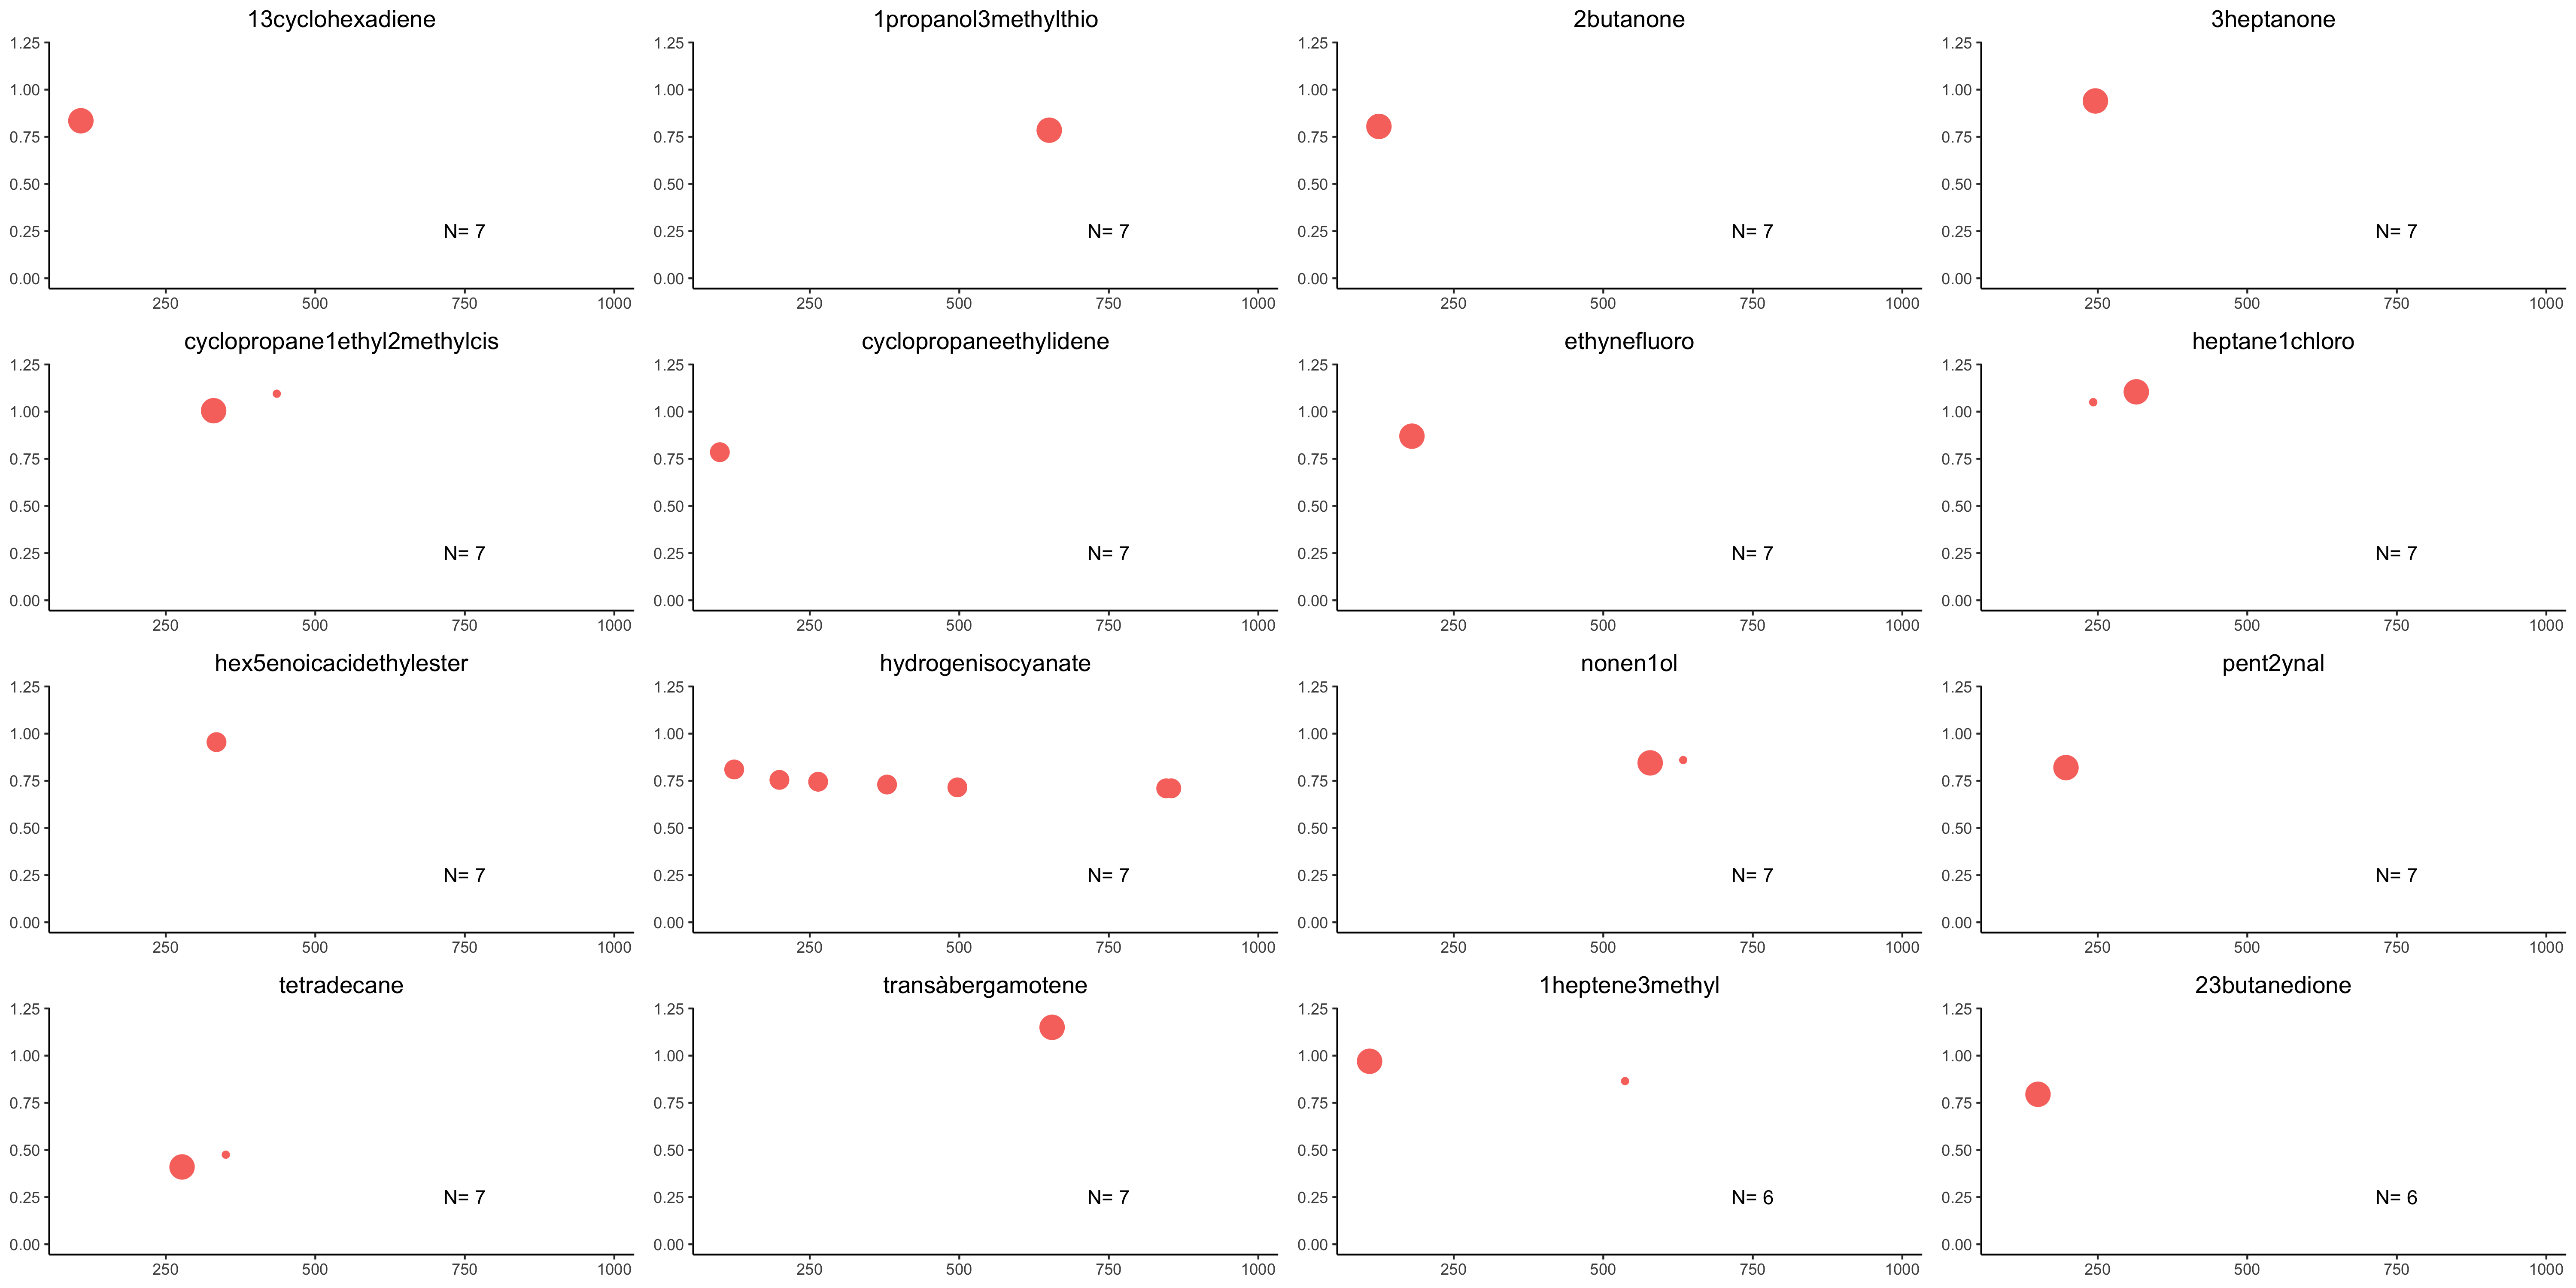 13cyclohexadiene
1.25
1.00
0.75
0.50
0.25
0.00
N= 7
250 500 750 1000
1propanol3methylthio
1.25
1.00
0.75
0.50
0.25
0.00
N= 7
250 500 750 1000
2butanone
1.25
1.00
0.75
0.50
0.25
0.00
N= 7
250 500 750 1000
3heptanone
1.25
1.00
0.75
0.50
0.25
0.00
N= 7
250 500 750 1000
cyclopropane1ethyl2methylcis
1.25
1.00
0.75
0.50
0.25
0.00
N= 7
250 500 750 1000
cyclopropaneethylidene
1.25
1.00
0.75
0.50
0.25
0.00
N= 7
250 500 750 1000
ethynefluoro
1.25
1.00
0.75
0.50
0.25
0.00
N= 7
250 500 750 1000
heptane1chloro
1.25
1.00
0.75
0.50
0.25
0.00
N= 7
250 500 750 1000
hex5enoicacidethylester
1.25
1.00
0.75
0.50
0.25
0.00
N= 7
250 500 750 1000
hydrogenisocyanate
1.25
1.00
0.75
0.50
0.25
0.00
N= 7
250 500 750 1000
nonen1ol
1.25
1.00
0.75
0.50
0.25
0.00
N= 7
250 500 750 1000
pent2ynal
1.25
1.00
0.75
0.50
0.25
0.00
N= 7
250 500 750 1000
tetradecane
1.25
1.00
0.75
0.50
0.25
0.00
N= 7
250 500 750 1000
transàbergamotene
1.25
1.00
0.75
0.50
0.25
0.00
N= 7
250 500 750 1000
1heptene3methyl
1.25
1.00
0.75
0.50
0.25
0.00
N= 6
250 500 750 1000
23butanedione
1.25
1.00
0.75
0.50
0.25
0.00
N= 6
250 500 750 1000